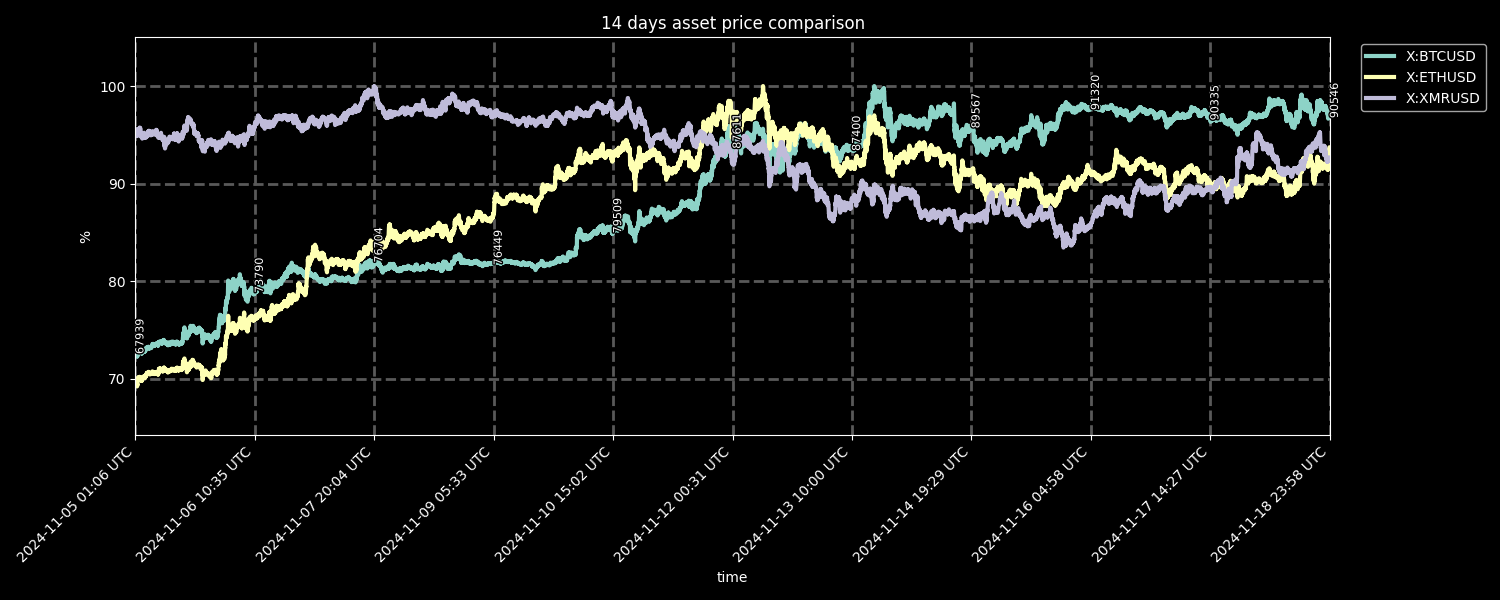 14 days asset price comparison
X:BTCUSD
X:ETHUSD
X:XMRUSD
%
100
90
80
70
67939
73790
76704
76449
79509
87611
87400
89567
91320
90335
90546
2024-11-05 01:06 UTC
2024-11-06 10:35 UTC
2024-11-07 20:04 UTC
2024-11-09 05:33 UTC
2024-11-10 15:02 UTC
2024-11-12 00:31 UTC
2024-11-13 10:00 UTC
2024-11-14 19:29 UTC
2024-11-16 04:58 UTC
2024-11-17 14:27 UTC
2024-11-18 23:58 UTC
time